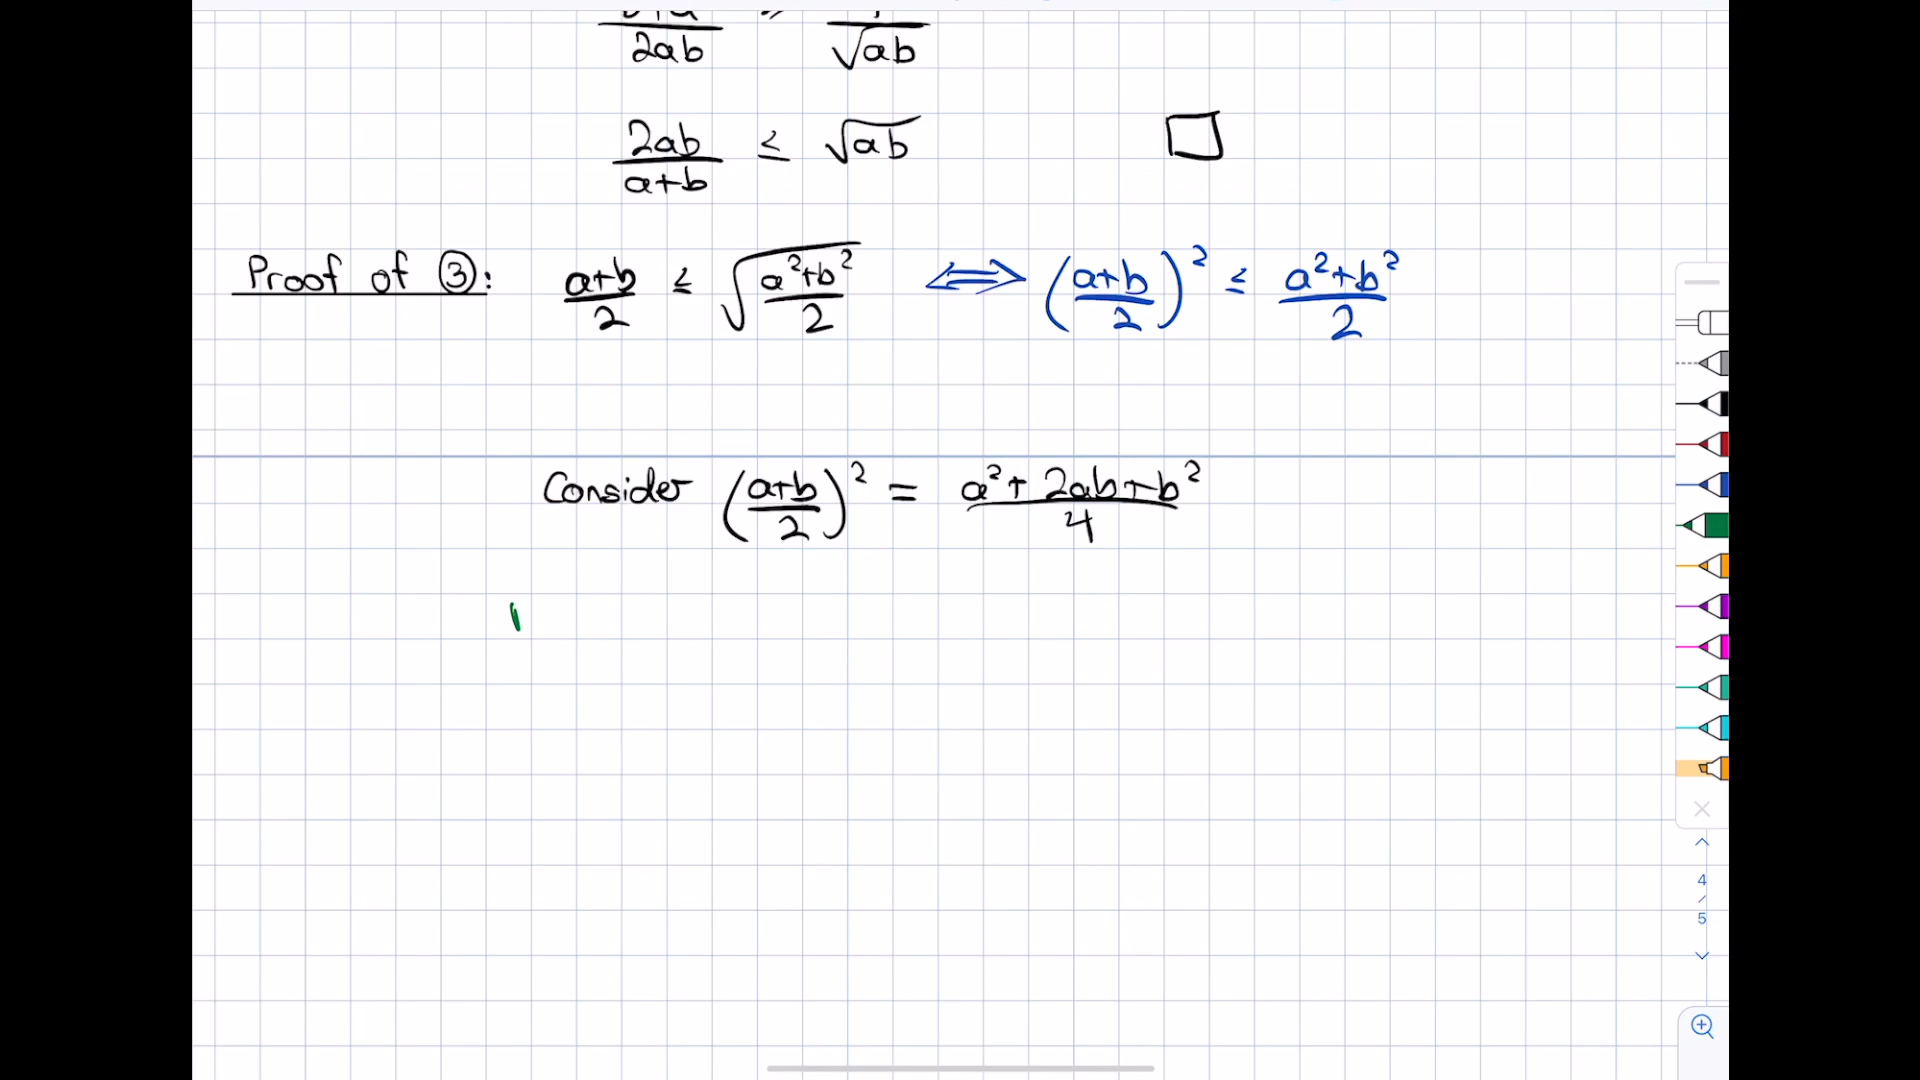 2ab √ab
2ab/a+b ≤ √ab □
Proof of ③: a+b/2 ≤ √(a²+b²/2) ⟺ (a+b/2)² ≤ a²+b²/2
Consider (a+b/2)² = a²+2ab+b²/4
4
/
5